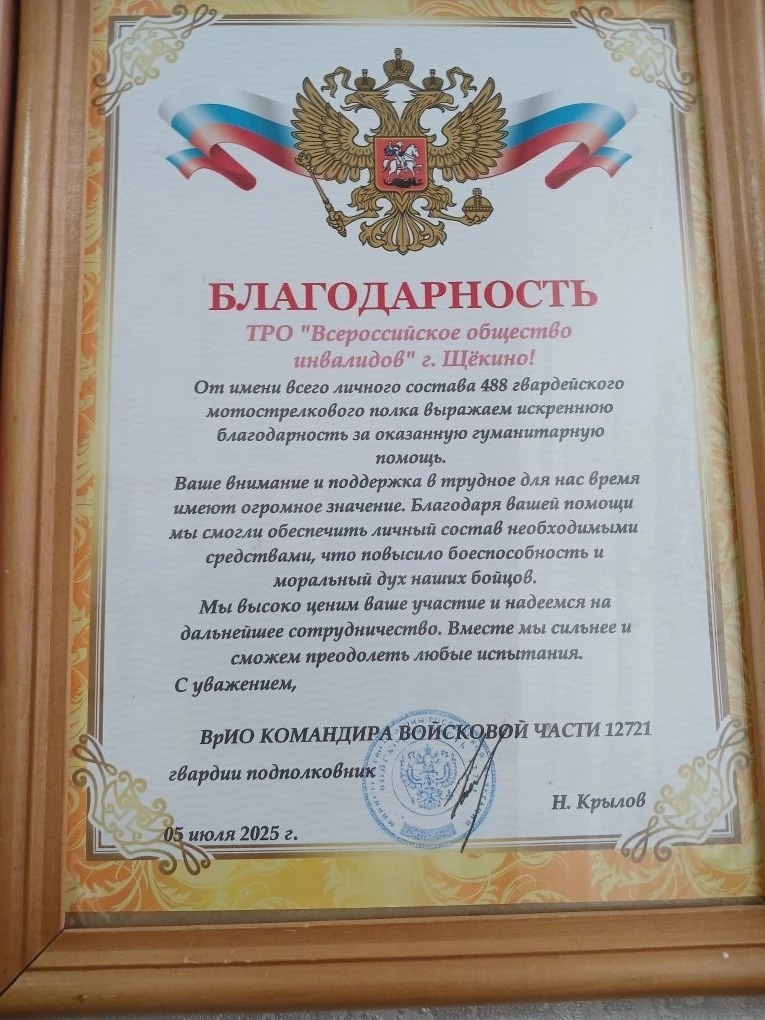 БЛАГОДАРНОСТЬ
ТРО "Всероссийское общество
инвалидов" г. Щёкино!
От имени всего личного состава 488 гвардейского
мотострелкового полка выражаем искреннюю
благодарность за оказанную гуманитарную
помощь.
Ваше внимание и поддержка в трудное для нас время
имеют огромное значение. Благодаря вашей помощи
мы смогли обеспечить личный состав необходимыми
средствами, что повысило боеспособность и
моральный дух наших бойцов.
Мы высоко ценим ваше участие и надеемся на
дальнейшее сотрудничество. Вместе мы сильнее и
сможем преодолеть любые испытания.
С уважением,
ВрИО КОМАНДИРА ВОЙСКОВОЙ ЧАСТИ 12721
гвардии подполковник
Н. Крылов
05 июля 2025 г.